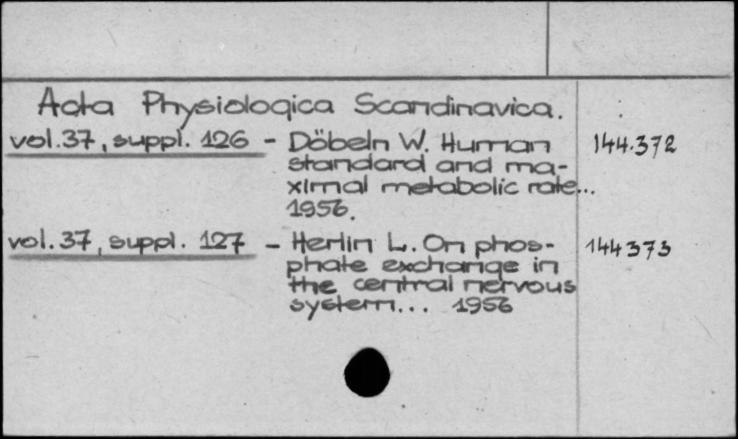 Acta Physiologica Scandinavica.
vol. 37, suppl. 126 - Döbeln W. Human 144.372
standard and ma-
ximal metabolic rate...
1956.
vol. 37, suppl. 127 - Herlin L. On phos- 144373
phate exchange in
the central nervous
system... 1956